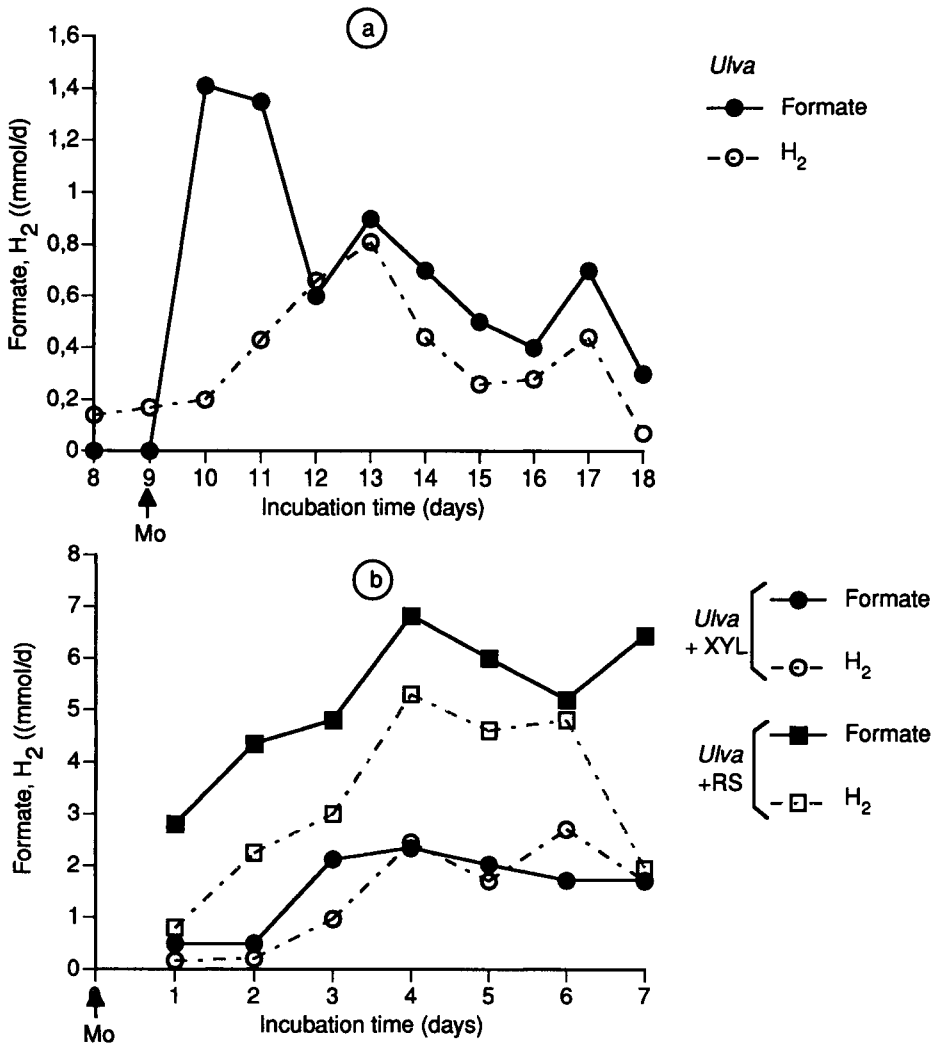 a
1,6
1,4
1,2
1
0,8
0,6
0,4
0,2
0
Formate, H2 ((mmol/d)
8 9 10 11 12 13 14 15 16 17 18
Incubation time (days)
Mo
Ulva
Formate
H2
b
8
7
6
5
4
3
2
1
0
Formate, H2 ((mmol/d)
0 1 2 3 4 5 6 7
Incubation time (days)
Mo
Ulva
+ XYL
Formate
H2
Ulva
+RS
Formate
H2